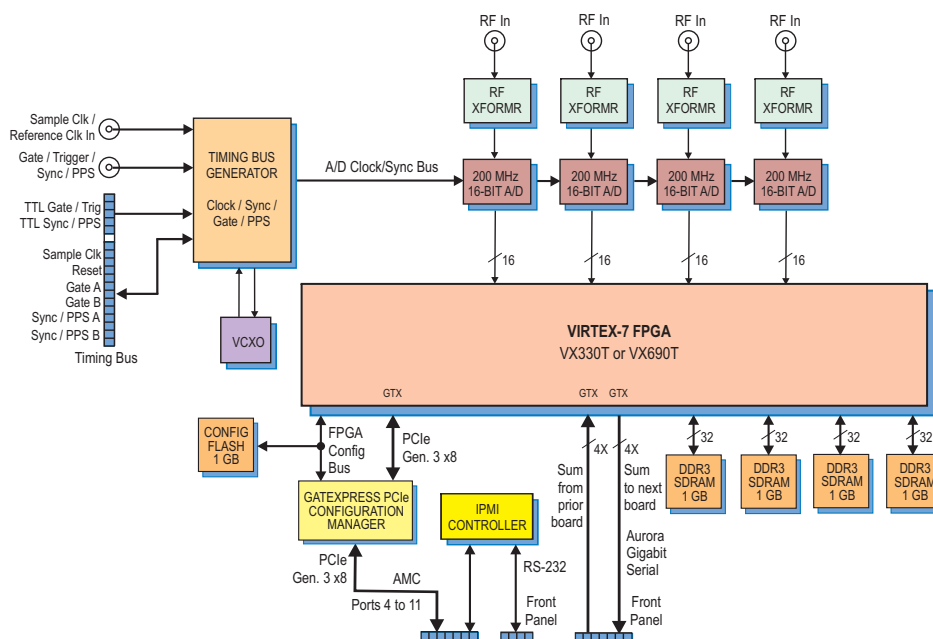 RF In
RF In
RF In
RF In
Sample Clk /
Reference Clk In
Gate / Trigger /
Sync / PPS
TTL Gate / Trig
TTL Sync / PPS
Sample Clk
Reset
Gate A
Gate B
Sync / PPS A
Sync / PPS B
Timing Bus
TIMING BUS
GENERATOR
Clock / Sync /
Gate / PPS
VCXO
A/D Clock/Sync Bus
RF
XFORMR
RF
XFORMR
RF
XFORMR
RF
XFORMR
200 MHz
16-BIT A/D
200 MHz
16-BIT A/D
200 MHz
16-BIT A/D
200 MHz
16-BIT A/D
16
16
16
16
VIRTEX-7 FPGA
VX330T or VX690T
GTX
GTX
GTX
CONFIG
FLASH
1 GB
FPGA
Config
Bus
PCIe
Gen. 3 x8
GATEXPRESS PCIe
CONFIGURATION
MANAGER
IPMI
CONTROLLER
PCIe
Gen. 3 x8
AMC
Ports 4 to 11
RS-232
Front
Panel
4X
4X
Sum
from
prior
board
Sum
to next
board
Aurora
Gigabit
Serial
Front
Panel
32
32
32
32
DDR3
SDRAM
1 GB
DDR3
SDRAM
1 GB
DDR3
SDRAM
1 GB
DDR3
SDRAM
1 GB